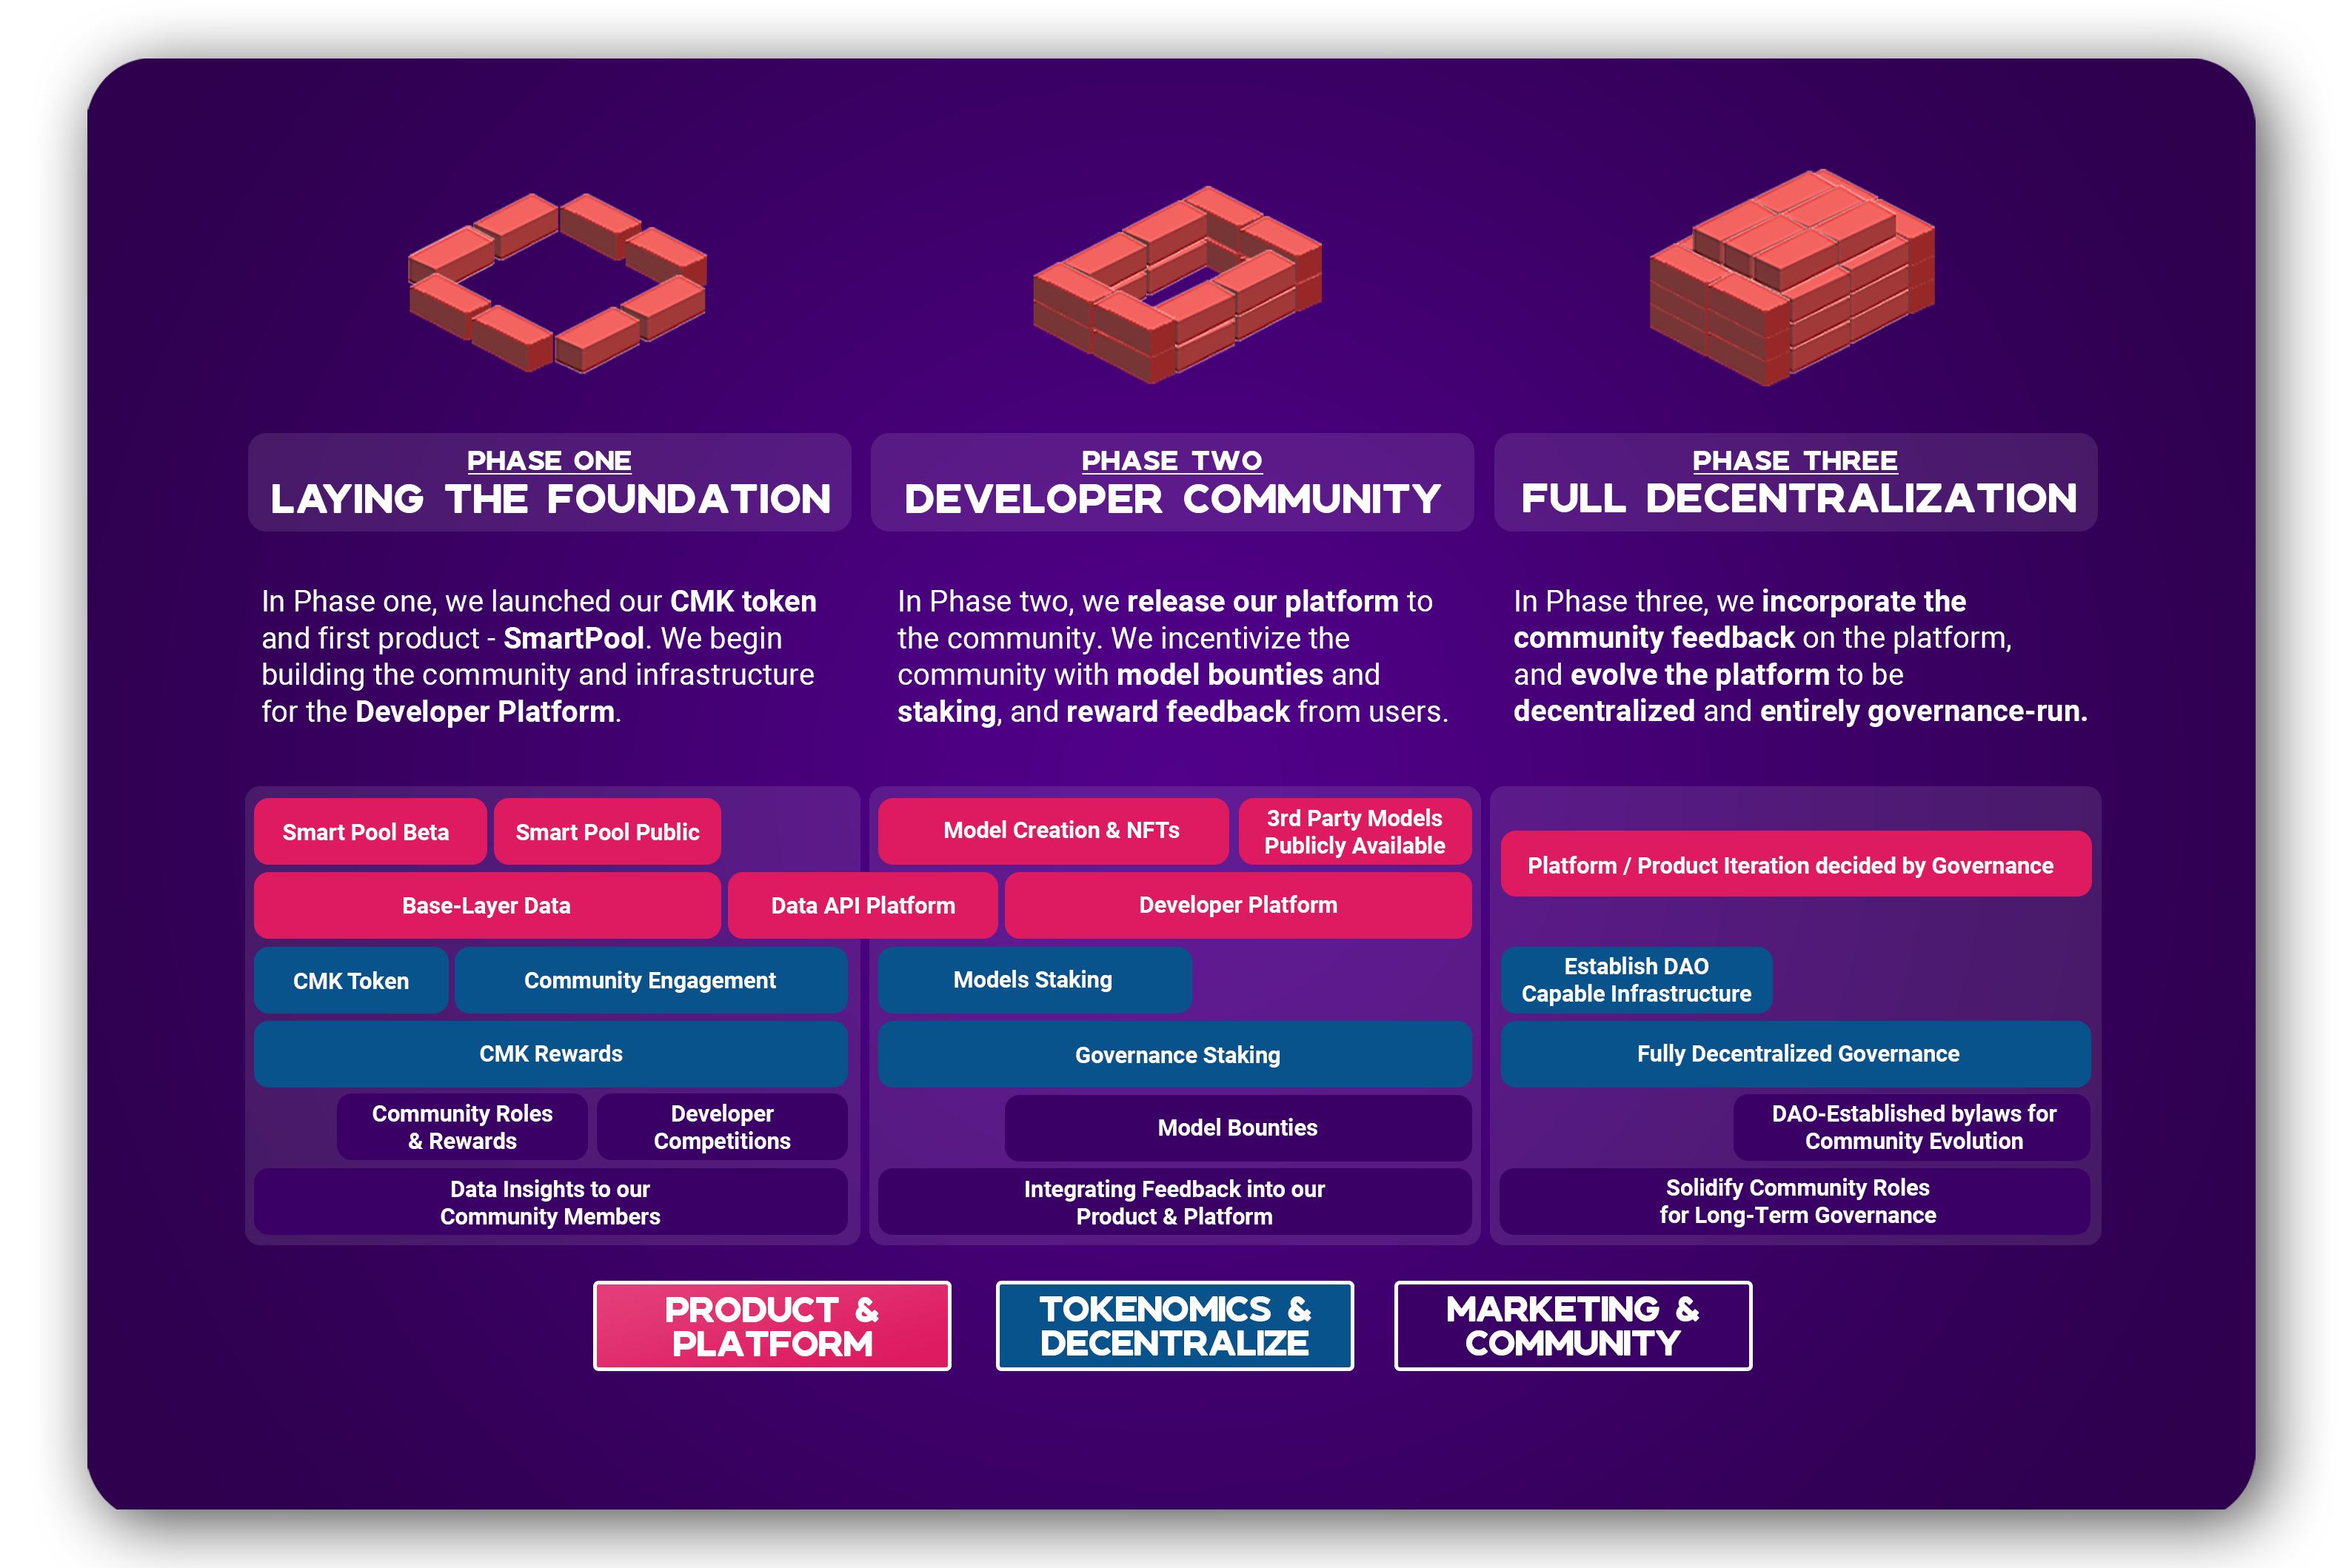 PHASE ONE
LAYING THE FOUNDATION
In Phase one, we launched our CMK token
and first product - SmartPool. We begin
building the community and infrastructure
for the Developer Platform.
PHASE TWO
DEVELOPER COMMUNITY
In Phase two, we release our platform to
the community. We incentivize the
community with model bounties and
staking, and reward feedback from users.
PHASE THREE
FULL DECENTRALIZATION
In Phase three, we incorporate the
community feedback on the platform,
and evolve the platform to be
decentralized and entirely governance-run.
Smart Pool Beta
Smart Pool Public
Base-Layer Data
Data API Platform
CMK Token
Community Engagement
CMK Rewards
Community Roles
& Rewards
Developer
Competitions
Data Insights to our
Community Members
Model Creation & NFTs
3rd Party Models
Publicly Available
Developer Platform
Models Staking
Governance Staking
Model Bounties
Integrating Feedback into our
Product & Platform
Platform / Product Iteration decided by Governance
Establish DAO
Capable Infrastructure
Fully Decentralized Governance
DAO-Established bylaws for
Community Evolution
Solidify Community Roles
for Long-Term Governance
PRODUCT &
PLATFORM
TOKENOMICS &
DECENTRALIZE
MARKETING &
COMMUNITY